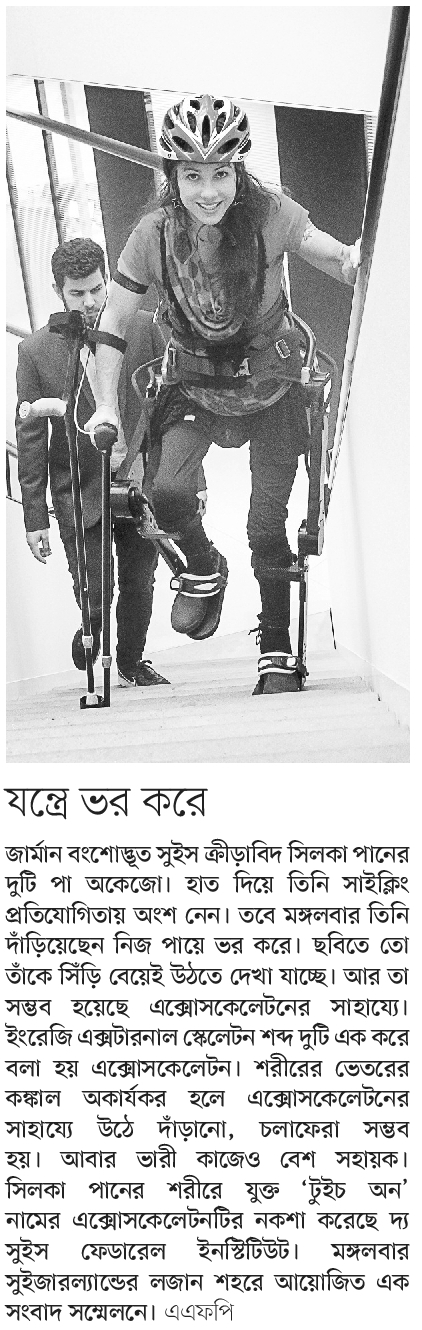 যন্ত্রে ভর করে
জার্মান বংশোদ্ভূত সুইস ক্রীড়াবিদ সিলকা পানের
দুটি পা অকেজো। হাত দিয়ে তিনি সাইক্লিং
প্রতিযোগিতায় অংশ নেন। তবে মঙ্গলবার তিনি
দাঁড়িয়েছেন নিজ পায়ে ভর করে। ছবিতে তো
তাঁকে সিঁড়ি বেয়েই উঠতে দেখা যাচ্ছে। আর তা
সম্ভব হয়েছে এক্সোসকেলেটনের সাহায্যে।
ইংরেজি এক্সটারনাল স্কেলেটন শব্দ দুটি এক করে
বলা হয় এক্সোসকেলেটন। শরীরের ভেতরের
কঙ্কাল অকার্যকর হলে এক্সোসকেলেটনের
সাহায্যে উঠে দাঁড়ানো, চলাফেরা সম্ভব
হয়। আবার ভারী কাজেও বেশ সহায়ক।
সিলকা পানের শরীরে যুক্ত ‘টুইচ অন’
নামের এক্সোসকেলেটনটির নকশা করেছে দ্য
সুইস ফেডারেল ইনস্টিটিউট। মঙ্গলবার
সুইজারল্যান্ডের লজান শহরে আয়োজিত এক
সংবাদ সম্মেলনে। এএফপি